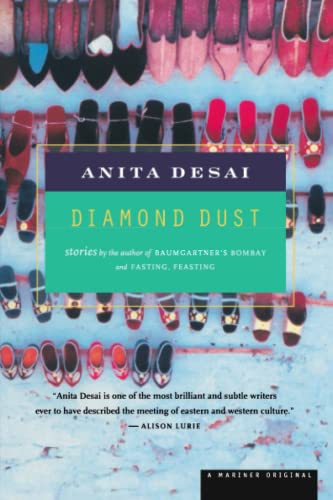 ANITA DESAI
DIAMOND DUST
stories by the author of BAUMGARTNER'S BOMBAY
and FASTING, FEASTING
"Anita Desai is one of the most brilliant and subtle writers
ever to have described the meeting of eastern and western culture."
— ALISON LURIE
A MARINER ORIGINAL